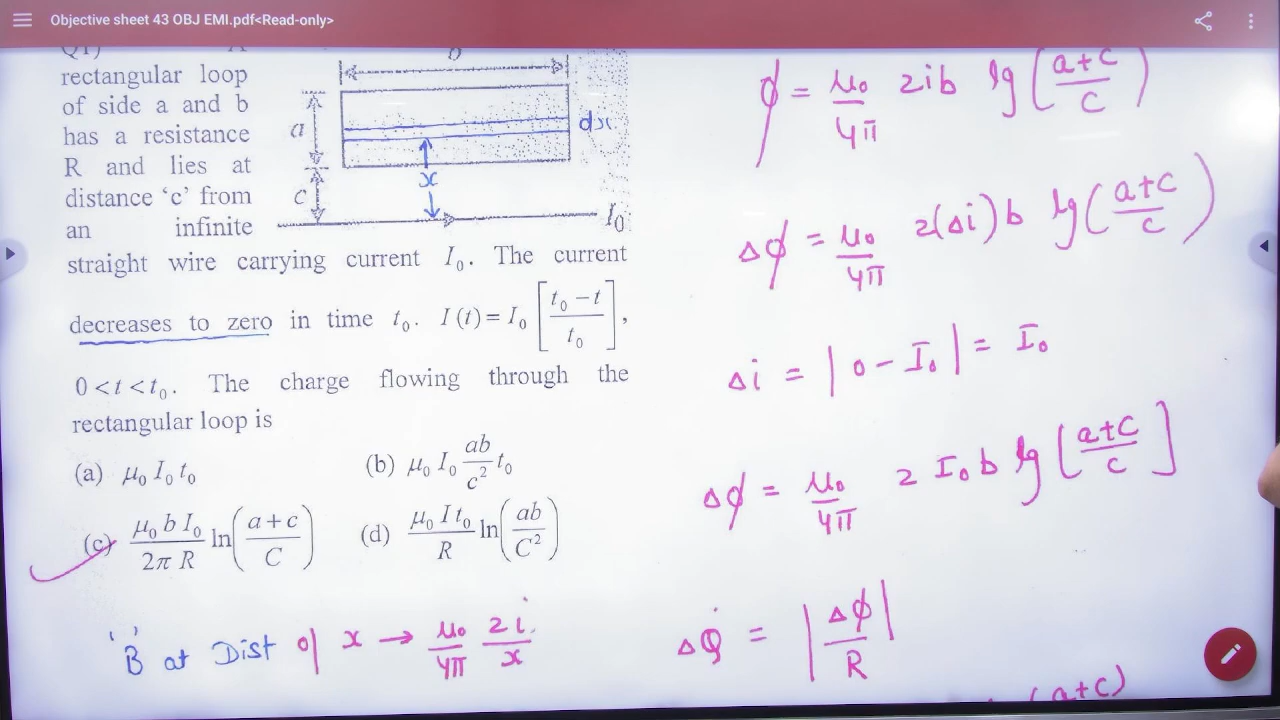 Objective sheet 43 OBJ EMI.pdf<Read-only>
Q1) A
rectangular loop
of side a and b
has a resistance
R and lies at
distance 'c' from
an infinite
straight wire carrying current I₀. The current
decreases to zero in time t₀. I(t) = I₀ [(t₀ − t)/t₀],
0 < t < t₀. The charge flowing through the
rectangular loop is
(a) μ₀ I₀ t₀
(b) μ₀ I₀ (ab/c²) t₀
(c) (μ₀ b I₀)/(2π R) ln((a + c)/C)
(d) (μ₀ I t₀)/R ln(ab/C²)
b
a
dx
x
c
I₀
'B' at Dist of x → μ₀/4π 2i/x
ϕ = μ₀/4π 2ib lg((a+c)/c)
Δϕ = μ₀/4π 2(Δi)b lg((a+c)/c)
Δi = |0 − I₀| = I₀
Δϕ = μ₀/4π 2 I₀ b lg[(a+c)/c]
ΔQ = |Δϕ/R|
(a+c)